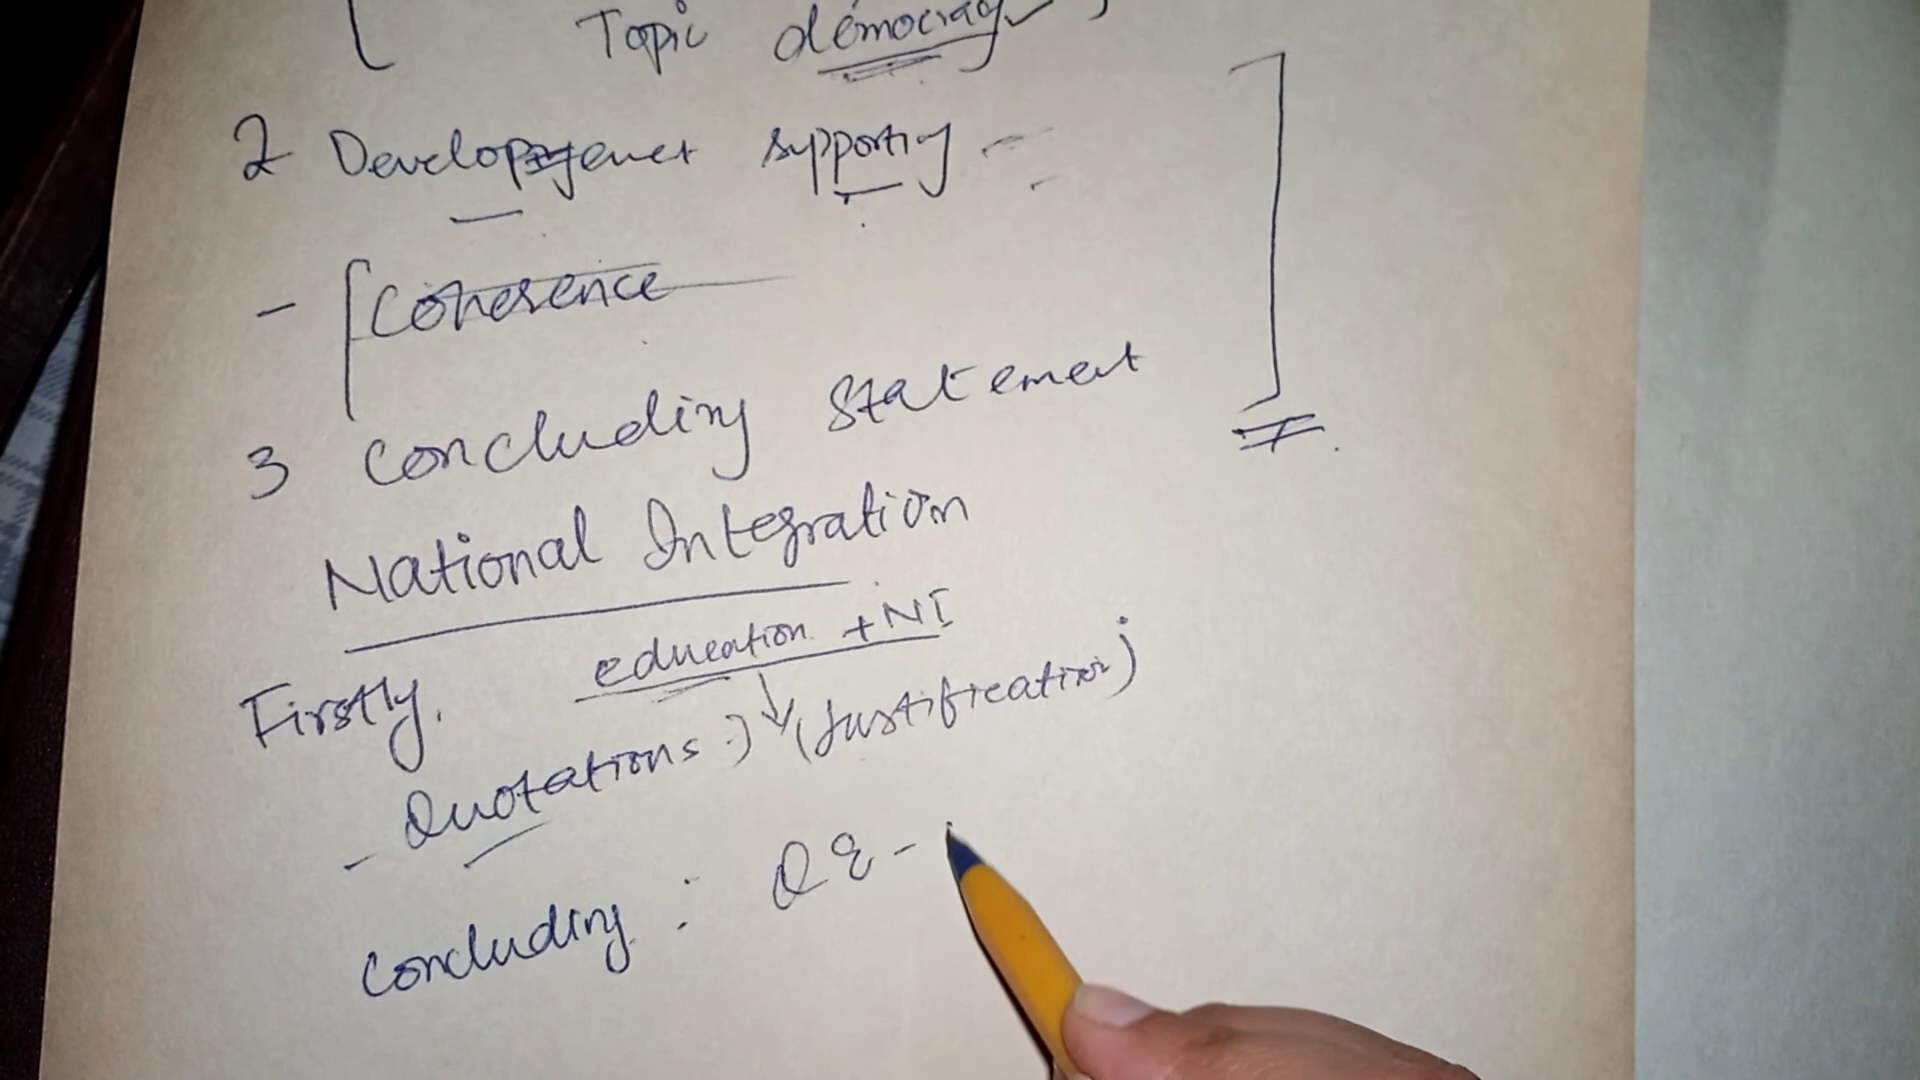 Topic democracy
2 Development supporting
- Coherence
3 Concluding Statement
National Integration
education + NI
Firstly.
- Quotations :) (Justification)
Concluding :